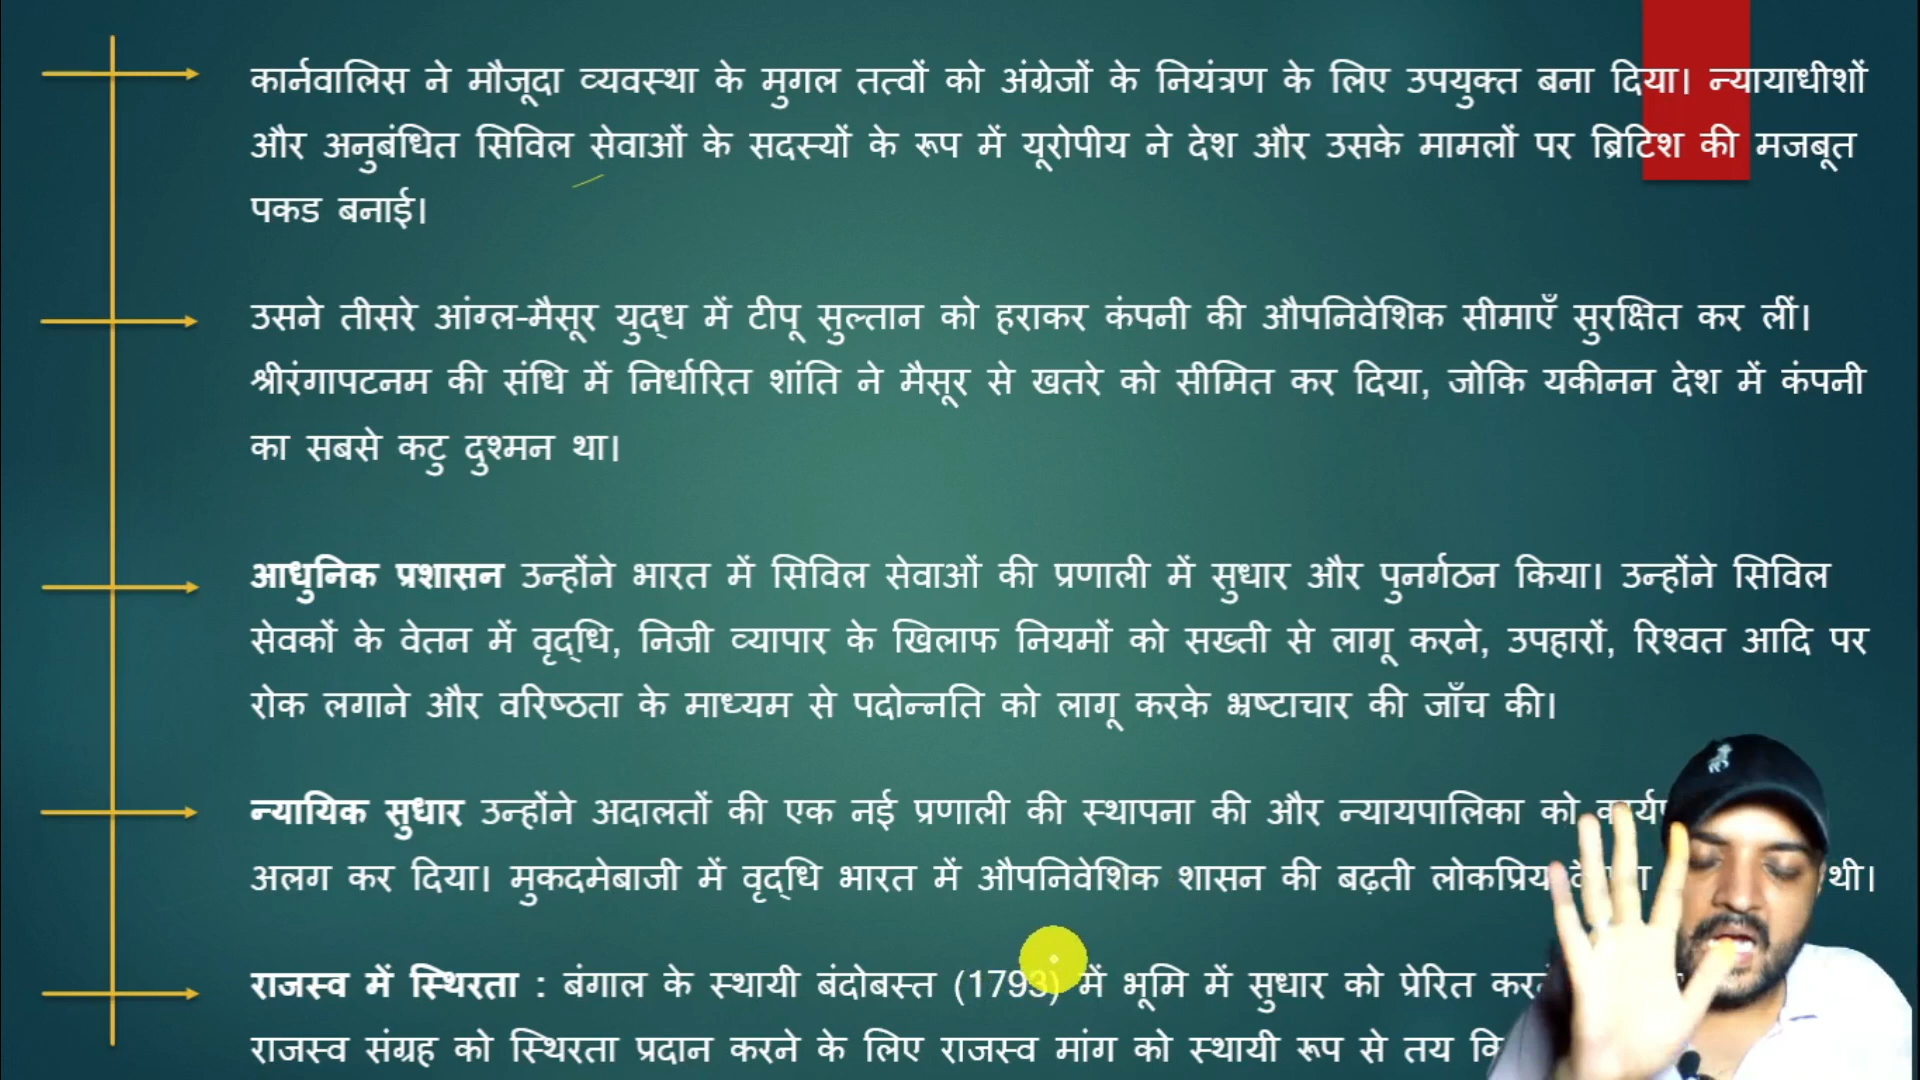 कार्नवालिस ने मौजूदा व्यवस्था के मुगल तत्वों को अंग्रेजों के नियंत्रण के लिए उपयुक्त बना दिया। न्यायाधीशों
और अनुबंधित सिविल सेवाओं के सदस्यों के रूप में यूरोपीय ने देश और उसके मामलों पर ब्रिटिश की मजबूत
पकड बनाई।
उसने तीसरे आंग्ल-मैसूर युद्ध में टीपू सुल्तान को हराकर कंपनी की औपनिवेशिक सीमाएँ सुरक्षित कर लीं।
श्रीरंगापटनम की संधि में निर्धारित शांति ने मैसूर से खतरे को सीमित कर दिया, जोकि यकीनन देश में कंपनी
का सबसे कटु दुश्मन था।
आधुनिक प्रशासन उन्होंने भारत में सिविल सेवाओं की प्रणाली में सुधार और पुनर्गठन किया। उन्होंने सिविल
सेवकों के वेतन में वृद्धि, निजी व्यापार के खिलाफ नियमों को सख्ती से लागू करने, उपहारों, रिश्वत आदि पर
रोक लगाने और वरिष्ठता के माध्यम से पदोन्नति को लागू करके भ्रष्टाचार की जाँच की।
न्यायिक सुधार उन्होंने अदालतों की एक नई प्रणाली की स्थापना की और न्यायपालिका को
अलग कर दिया। मुकदमेबाजी में वृद्धि भारत में औपनिवेशिक शासन की बढ़ती थी।
राजस्व में स्थिरता : बंगाल के स्थायी बंदोबस्त (1793) में भूमि में सुधार को प्रेरित
राजस्व संग्रह को स्थिरता प्रदान करने के लिए राजस्व मांग को स्थायी रूप से तय